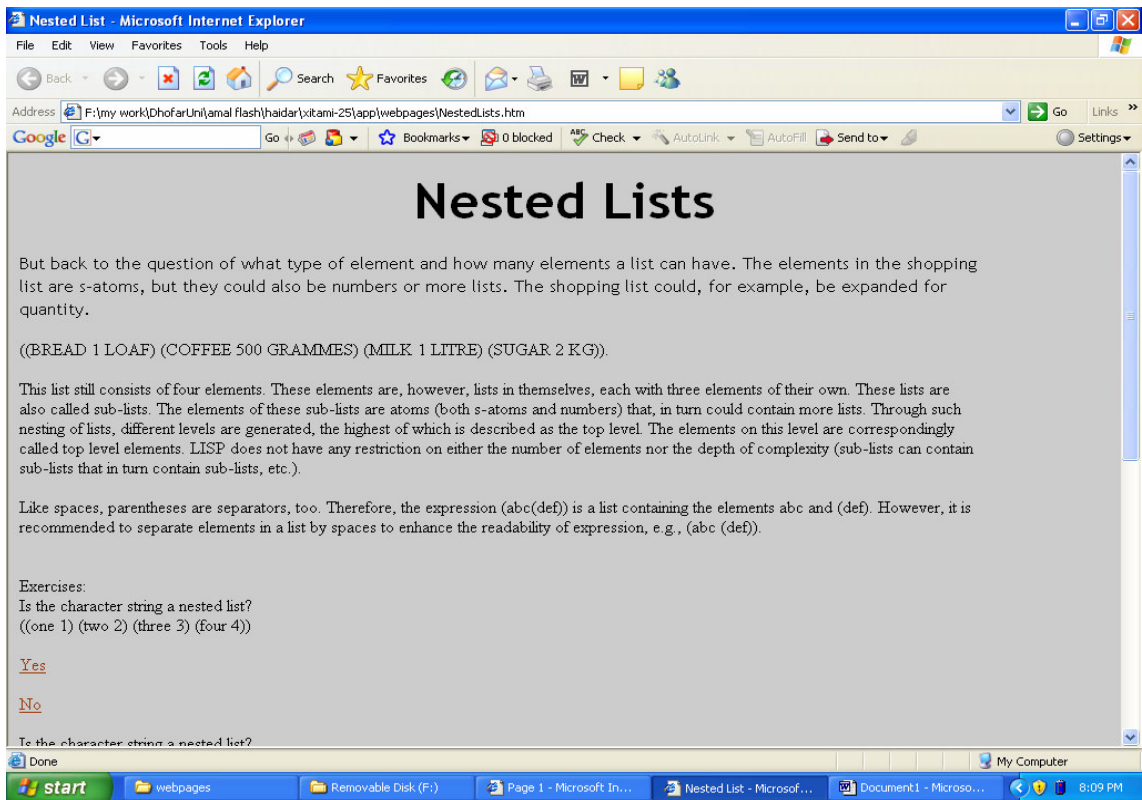 Nested List - Microsoft Internet Explorer
File Edit View Favorites Tools Help
Back Search Favorites
Address F:\my work\DhofarUni\amal flash\haidar\xitami-25\app\webpages\NestedLists.htm Go Links »
Google G Go Bookmarks 0 blocked ABC Check AutoLink AutoFill Send to Settings
Nested Lists
But back to the question of what type of element and how many elements a list can have. The elements in the shopping
list are s-atoms, but they could also be numbers or more lists. The shopping list could, for example, be expanded for
quantity.
((BREAD 1 LOAF) (COFFEE 500 GRAMMES) (MILK 1 LITRE) (SUGAR 2 KG)).
This list still consists of four elements. These elements are, however, lists in themselves, each with three elements of their own. These lists are
also called sub-lists. The elements of these sub-lists are atoms (both s-atoms and numbers) that, in turn could contain more lists. Through such
nesting of lists, different levels are generated, the highest of which is described as the top level. The elements on this level are correspondingly
called top level elements. LISP does not have any restriction on either the number of elements nor the depth of complexity (sub-lists can contain
sub-lists that in turn contain sub-lists, etc.).
Like spaces, parentheses are separators, too. Therefore, the expression (abc(def)) is a list containing the elements abc and (def). However, it is
recommended to separate elements in a list by spaces to enhance the readability of expression, e.g., (abc (def)).
Exercises:
Is the character string a nested list?
((one 1) (two 2) (three 3) (four 4))
Yes
No
Is the character string a nested list?
Done My Computer
start webpages Removable Disk (F:) Page 1 - Microsoft In... Nested List - Microsof... Document1 - Microso... 8:09 PM